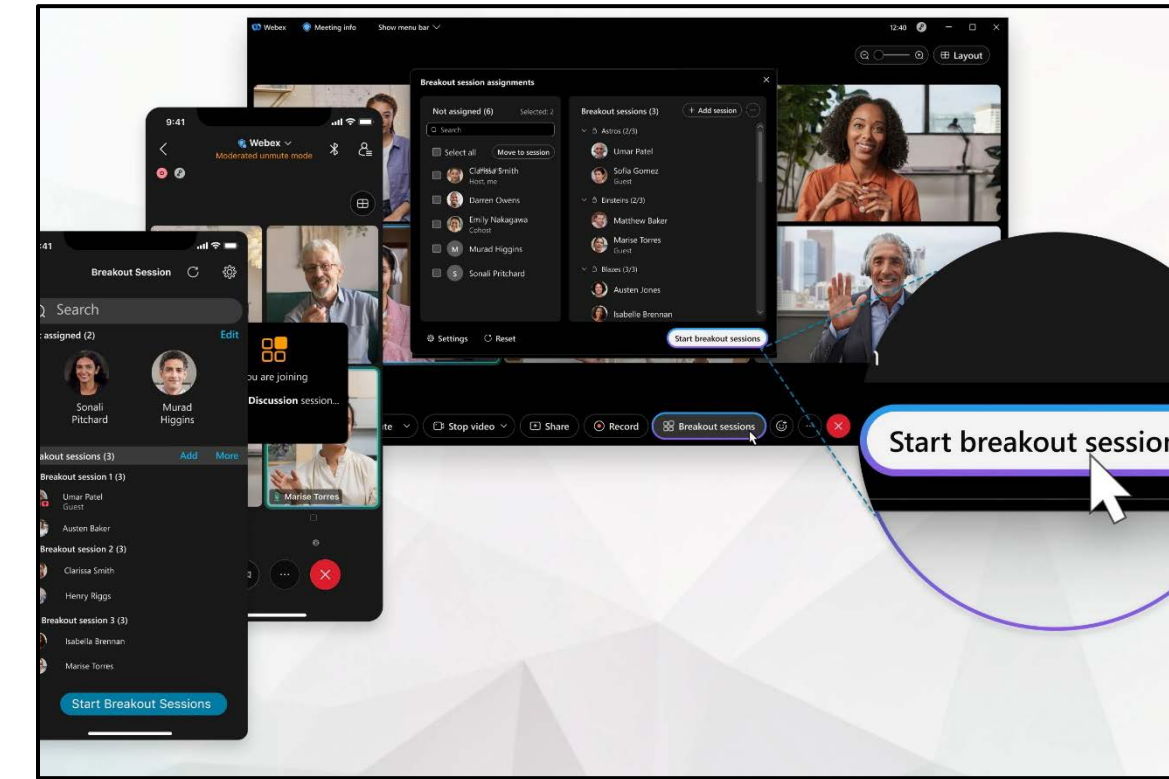 Webex
Meeting info
Show menu bar
12:40
Layout
Breakout session assignments
Not assigned (6)
Selected: 2
Search
Select all
Move to session
Clarissa Smith
Host, me
Darren Owens
Emily Nakagawa
Cohost
M
Murad Higgins
S
Sonali Pritchard
Settings
Reset
Breakout sessions (3)
+ Add session
Astros (2/3)
Umar Patel
Sofia Gomez
Guest
Einsteins (2/3)
Matthew Baker
Marise Torres
Guest
Blazes (3/3)
Austen Jones
Isabelle Brennan
Start breakout sessions
Stop video
Share
Record
Breakout sessions
9:41
Webex
Moderated unmute mode
ou are joining
Discussion session...
Marise Torres
:41
Breakout Session
Search
assigned (2)
Edit
Sonali
Pitchard
Murad
Higgins
akout sessions (3)
Add
More
Breakout session 1 (3)
Umar Patel
Guest
Austen Baker
Breakout session 2 (3)
Clarissa Smith
Henry Riggs
Breakout session 3 (3)
Isabella Brennan
Marise Torres
Start Breakout Sessions
Start breakout session